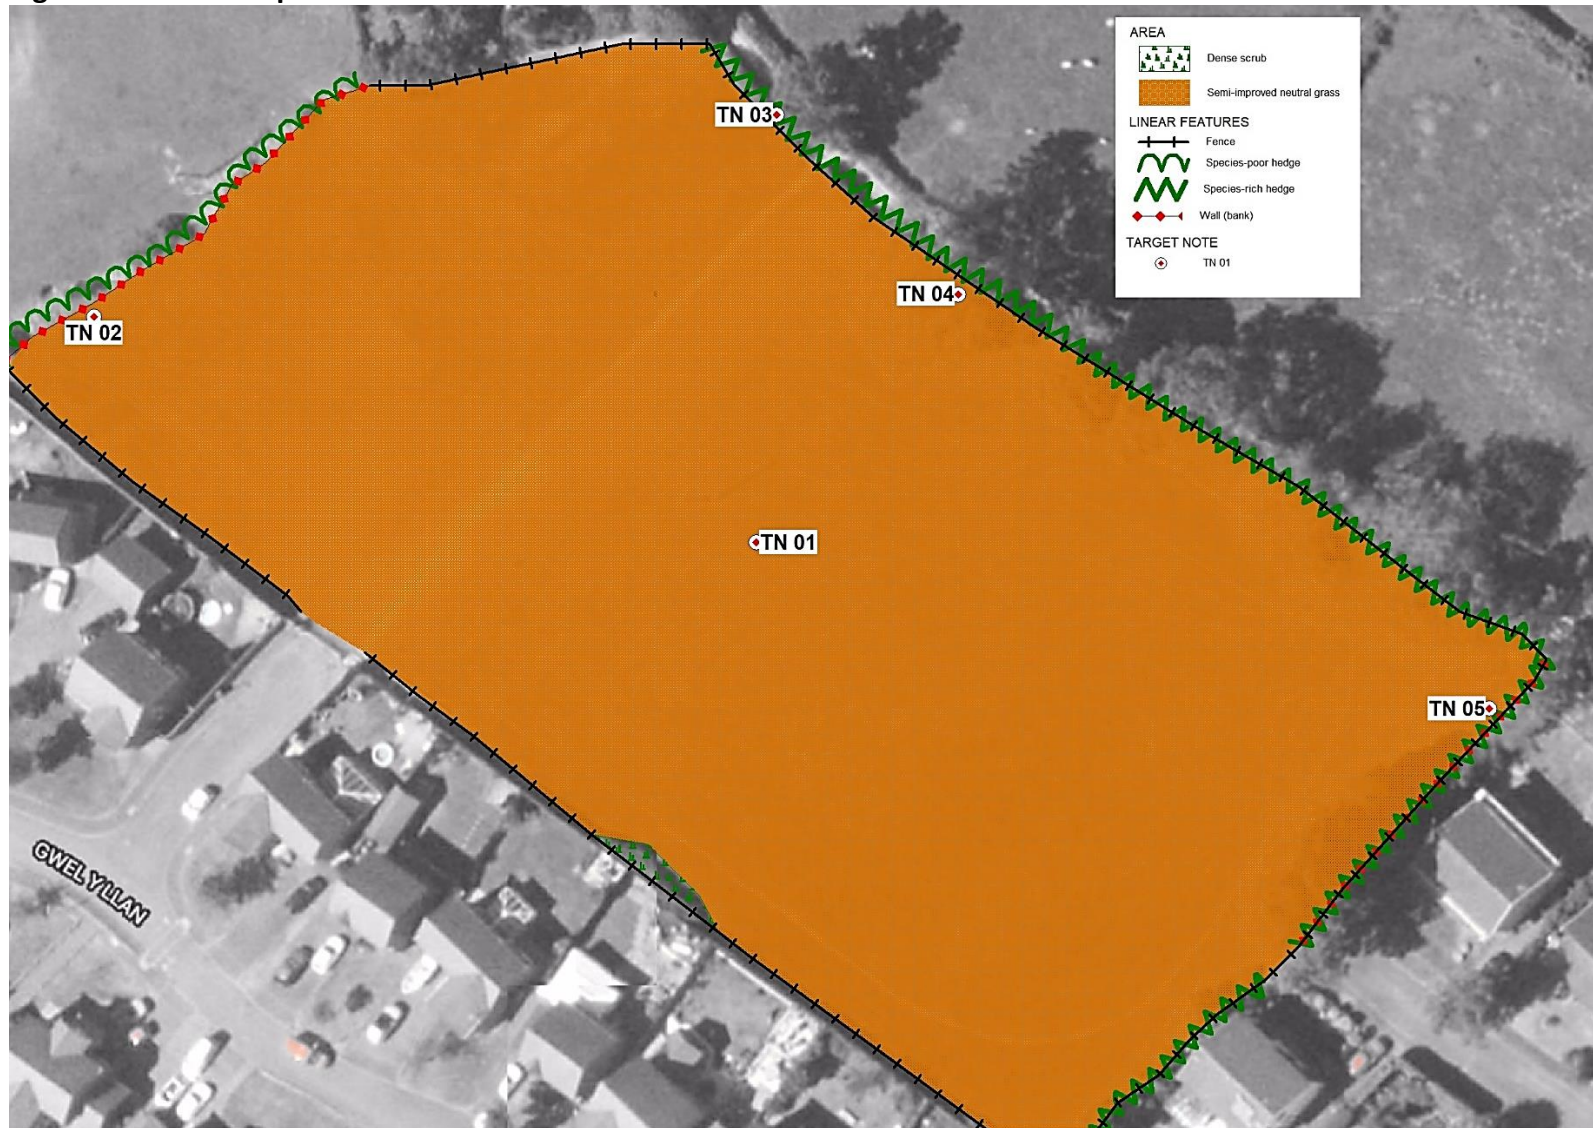 AREA
Dense scrub
Semi-improved neutral grass
LINEAR FEATURES
Fence
Species-poor hedge
Species-rich hedge
Wall (bank)
TARGET NOTE
TN 01
TN 03
TN 04
TN 02
TN 01
TN 05
GWEL Y LLAN